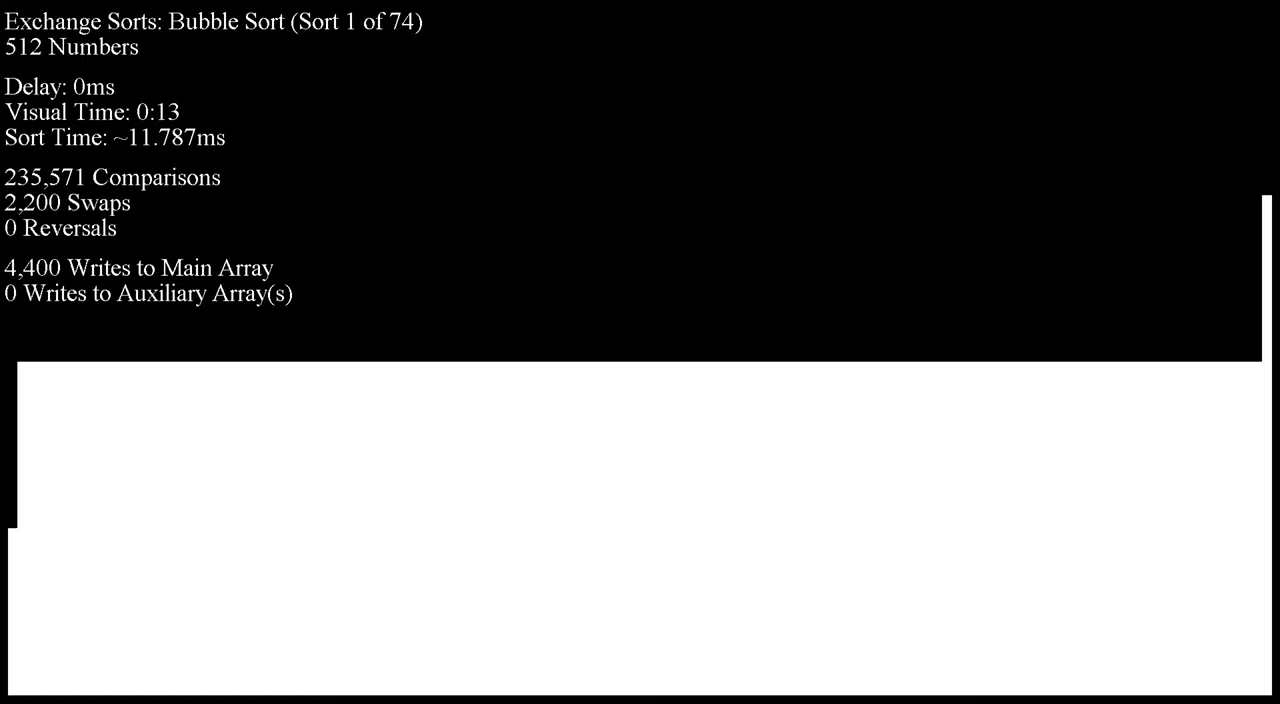 Exchange Sorts: Bubble Sort (Sort 1 of 74)
512 Numbers
Delay: 0ms
Visual Time: 0:13
Sort Time: ~11.787ms
235,571 Comparisons
2,200 Swaps
0 Reversals
4,400 Writes to Main Array
0 Writes to Auxiliary Array(s)